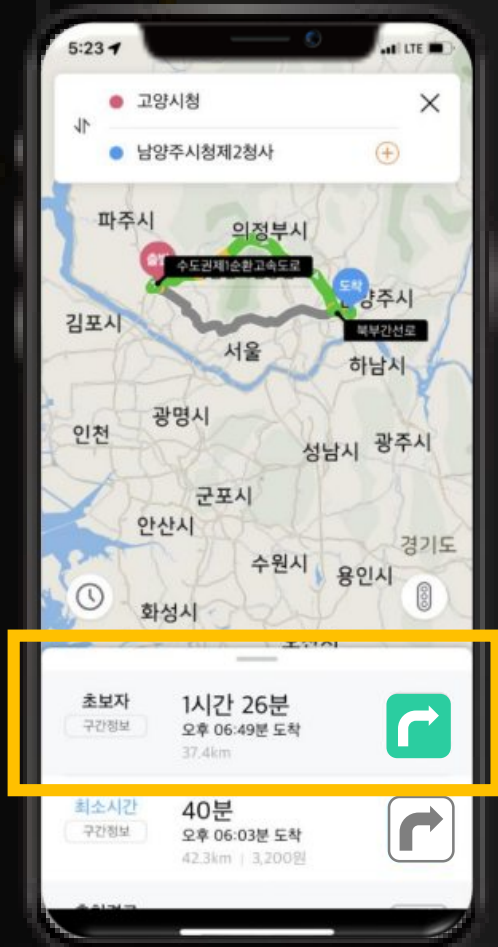 5:23
LTE
고양시청
남양주시청제2청사
파주시
의정부시
수도권제1순환고속도로
도착
김포시
북부간선로
서울
하남시
광명시
인천
성남시
광주시
군포시
안산시
경기도
수원시
용인시
화성시
초보자
1시간 26분
구간정보
오후 06:49분 도착
37.4km
최소시간
40분
구간정보
오후 06:03분 도착
42.3km | 3,200원